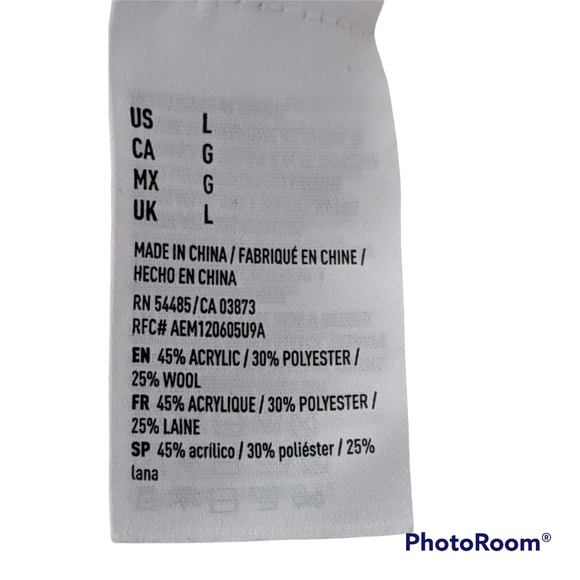 US L
CA G
MX G
UK L
MADE IN CHINA / FABRIQUÉ EN CHINE /
HECHO EN CHINA
RN 54485/CA 03873
RFC# AEM120605U9A
EN 45% ACRYLIC / 30% POLYESTER /
25% WOOL
FR 45% ACRYLIQUE / 30% POLYESTER /
25% LAINE
SP 45% acrílico / 30% poliéster / 25%
lana
PhotoRoom®